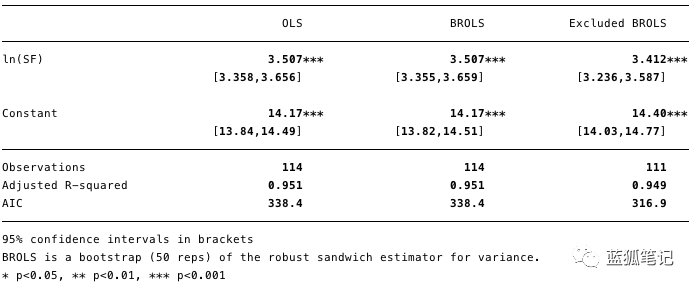 OLS BROLS Excluded BROLS
ln(SF) 3.507*** 3.507*** 3.412***
[3.358,3.656] [3.355,3.659] [3.236,3.587]
Constant 14.17*** 14.17*** 14.40***
[13.84,14.49] [13.82,14.51] [14.03,14.77]
Observations 114 114 111
Adjusted R-squared 0.951 0.951 0.949
AIC 338.4 338.4 316.9
95% confidence intervals in brackets
BROLS is a bootstrap (50 reps) of the robust sandwich estimator for variance.
* p<0.05, ** p<0.01, *** p<0.001
蓝狐笔记